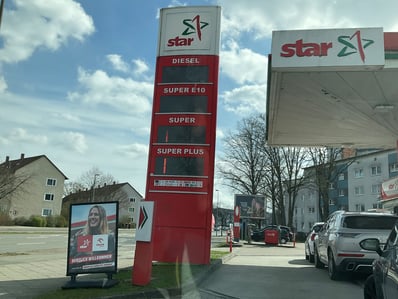 star
DIESEL
SUPER E10
SUPER
SUPER PLUS
star
HERZLICH WILLKOMMEN